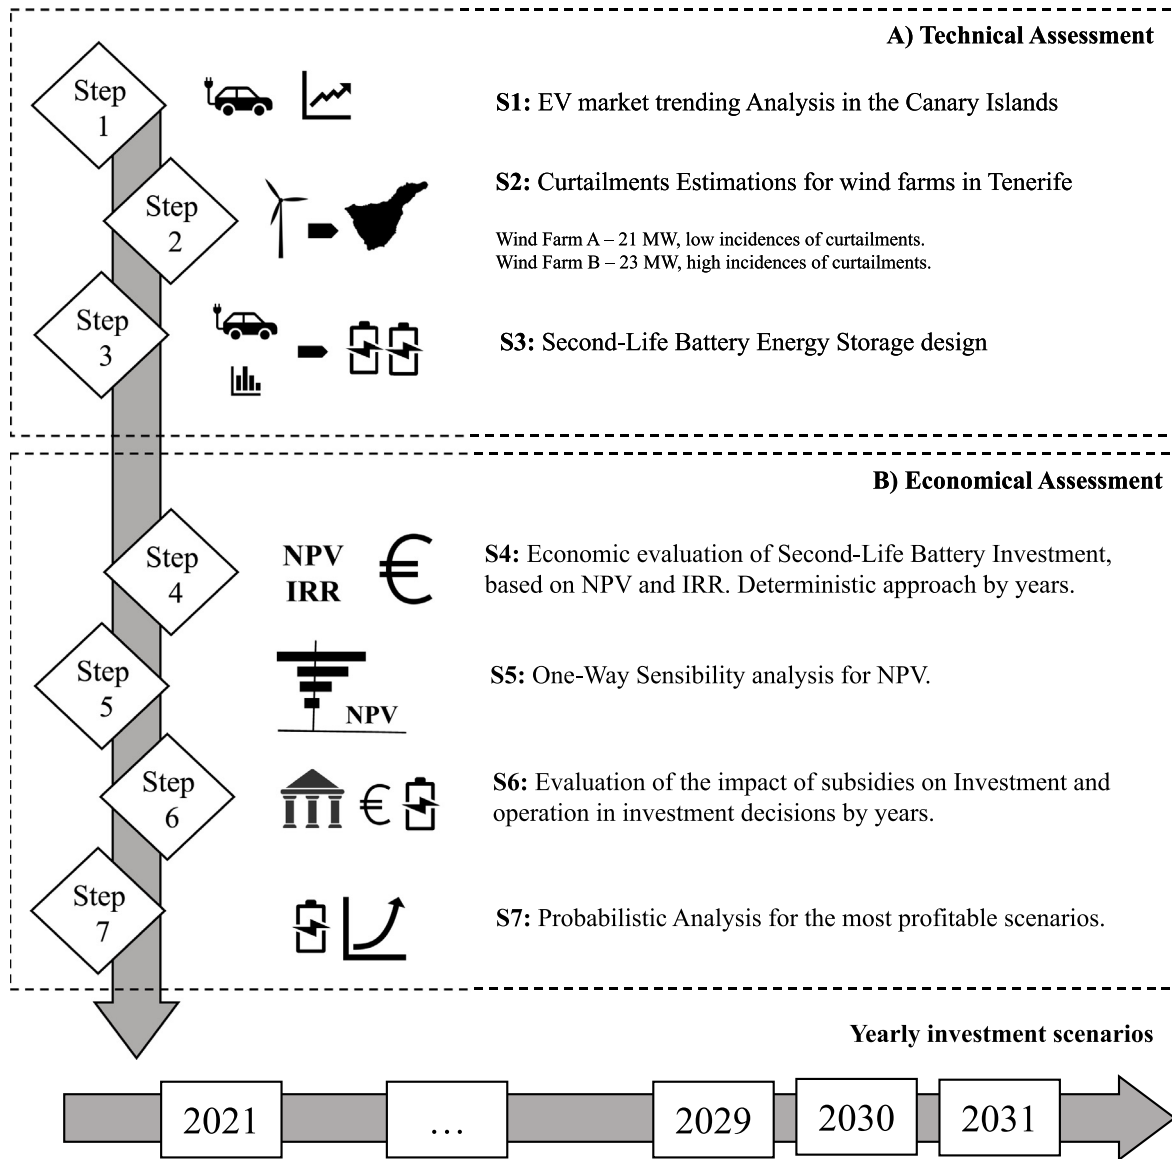 A) Technical Assessment
Step
1
S1: EV market trending Analysis in the Canary Islands
Step
2
S2: Curtailments Estimations for wind farms in Tenerife
Wind Farm A – 21 MW, low incidences of curtailments.
Wind Farm B – 23 MW, high incidences of curtailments.
Step
3
S3: Second-Life Battery Energy Storage design
B) Economical Assessment
Step
4
NPV
IRR
€
S4: Economic evaluation of Second-Life Battery Investment,
based on NPV and IRR. Deterministic approach by years.
Step
5
NPV
S5: One-Way Sensibility analysis for NPV.
Step
6
€
S6: Evaluation of the impact of subsidies on Investment and
operation in investment decisions by years.
Step
7
S7: Probabilistic Analysis for the most profitable scenarios.
Yearly investment scenarios
2021
...
2029
2030
2031